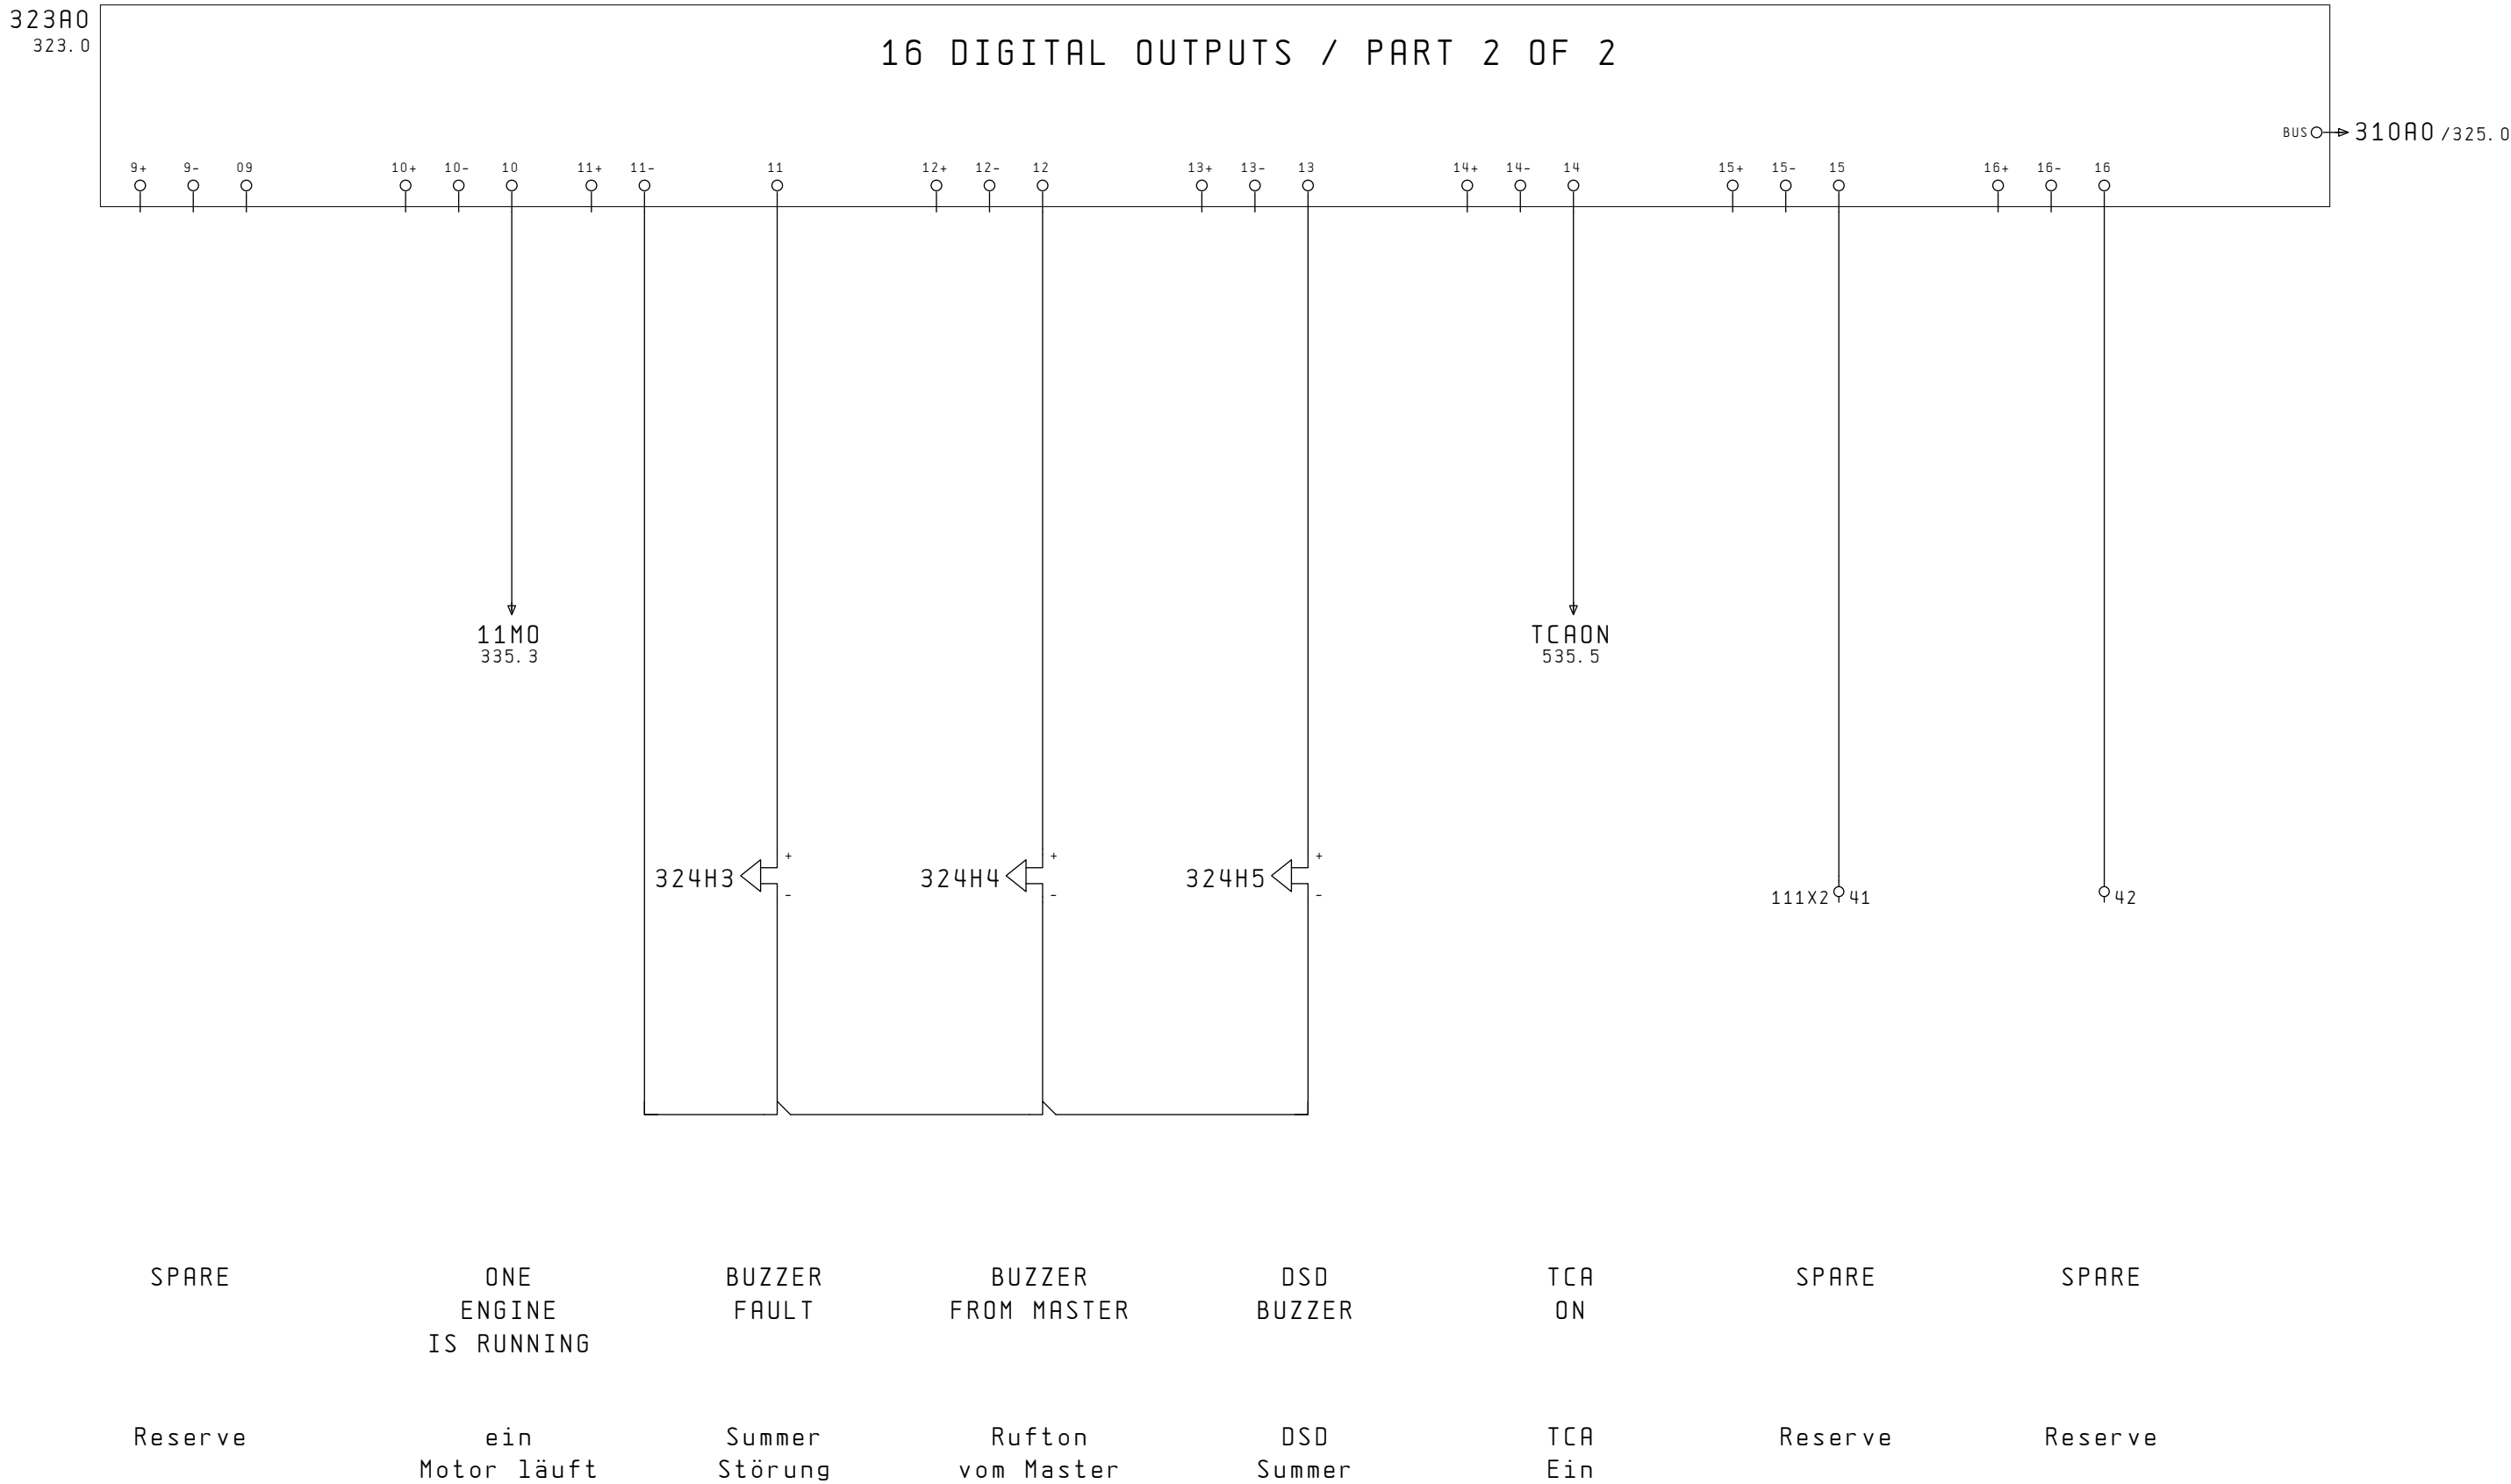 323A0
323.0
16 DIGITAL OUTPUTS / PART 2 OF 2
BUS 310A0 /325.0
9+ 9- 09 10+ 10- 10 11+ 11- 11 12+ 12- 12 13+ 13- 13 14+ 14- 14 15+ 15- 15 16+ 16- 16
11MO TCAON
335.3 535.5
+ + +
324H3 324H4 324H5
- - -
111X2 41 42
SPARE ONE BUZZER BUZZER DSD TCA SPARE SPARE
ENGINE FAULT FROM MASTER BUZZER ON
IS RUNNING
Reserve ein Summer Rufton DSD TCA Reserve Reserve
Motor läuft Störung vom Master Summer Ein